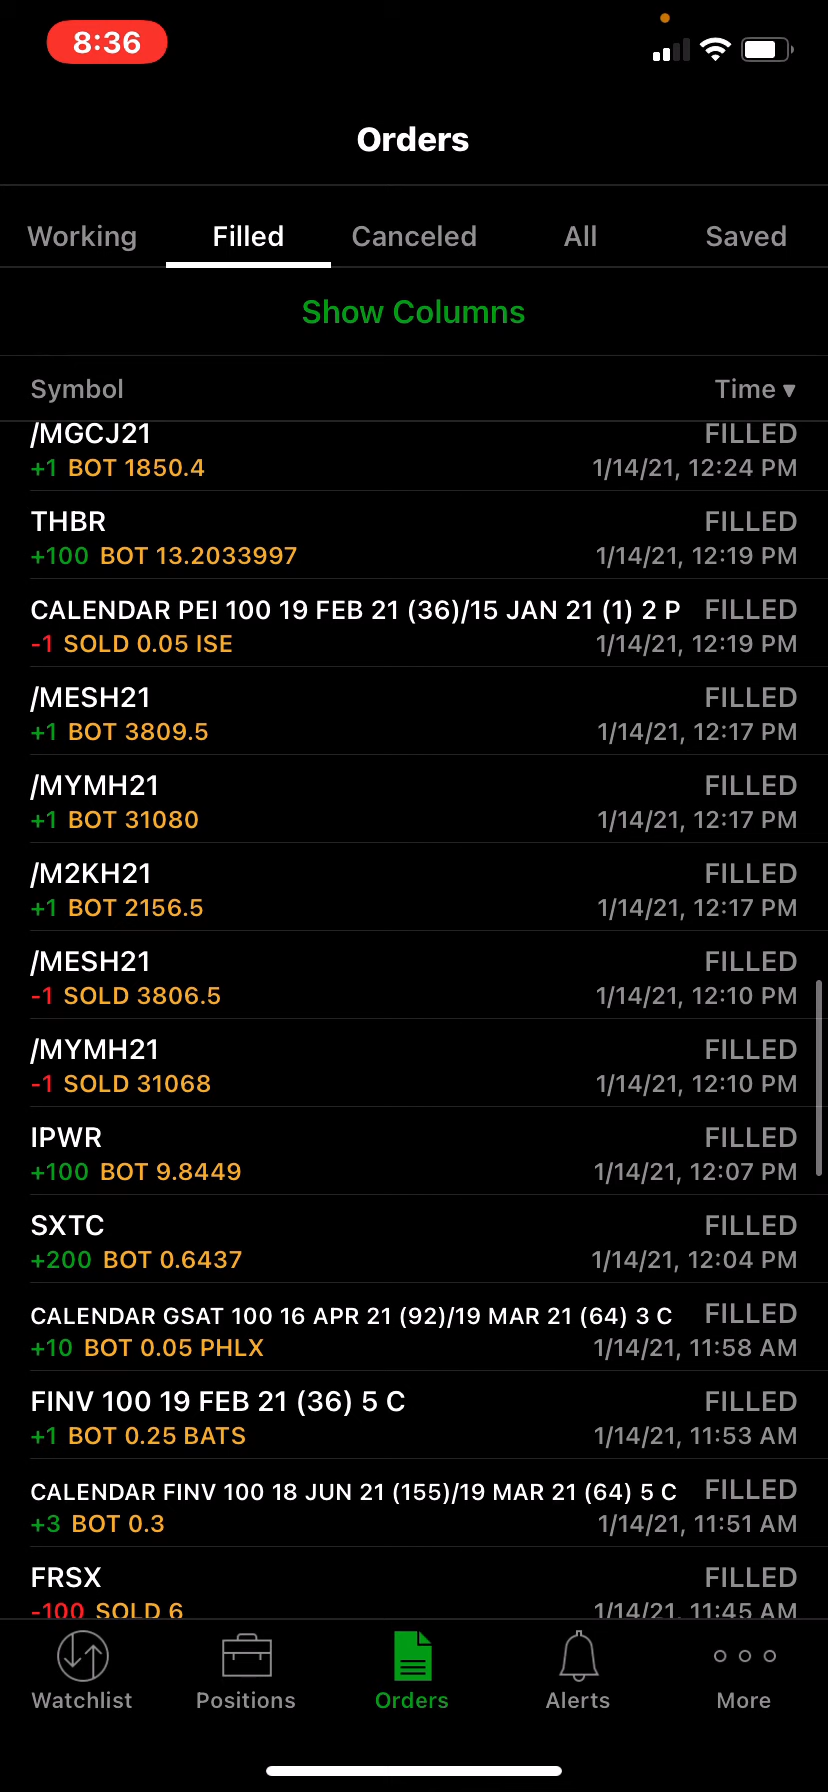 8:36
Orders
Working Filled Canceled All Saved
Show Columns
Symbol Time ▼
/MGCJ21 FILLED
+1 BOT 1850.4 1/14/21, 12:24 PM
THBR FILLED
+100 BOT 13.2033997 1/14/21, 12:19 PM
CALENDAR PEI 100 19 FEB 21 (36)/15 JAN 21 (1) 2 P FILLED
-1 SOLD 0.05 ISE 1/14/21, 12:19 PM
/MESH21 FILLED
+1 BOT 3809.5 1/14/21, 12:17 PM
/MYMH21 FILLED
+1 BOT 31080 1/14/21, 12:17 PM
/M2KH21 FILLED
+1 BOT 2156.5 1/14/21, 12:17 PM
/MESH21 FILLED
-1 SOLD 3806.5 1/14/21, 12:10 PM
/MYMH21 FILLED
-1 SOLD 31068 1/14/21, 12:10 PM
IPWR FILLED
+100 BOT 9.8449 1/14/21, 12:07 PM
SXTC FILLED
+200 BOT 0.6437 1/14/21, 12:04 PM
CALENDAR GSAT 100 16 APR 21 (92)/19 MAR 21 (64) 3 C FILLED
+10 BOT 0.05 PHLX 1/14/21, 11:58 AM
FINV 100 19 FEB 21 (36) 5 C FILLED
+1 BOT 0.25 BATS 1/14/21, 11:53 AM
CALENDAR FINV 100 18 JUN 21 (155)/19 MAR 21 (64) 5 C FILLED
+3 BOT 0.3 1/14/21, 11:51 AM
FRSX FILLED
-100 SOLD 6 1/14/21, 11:45 AM
Watchlist Positions Orders Alerts More